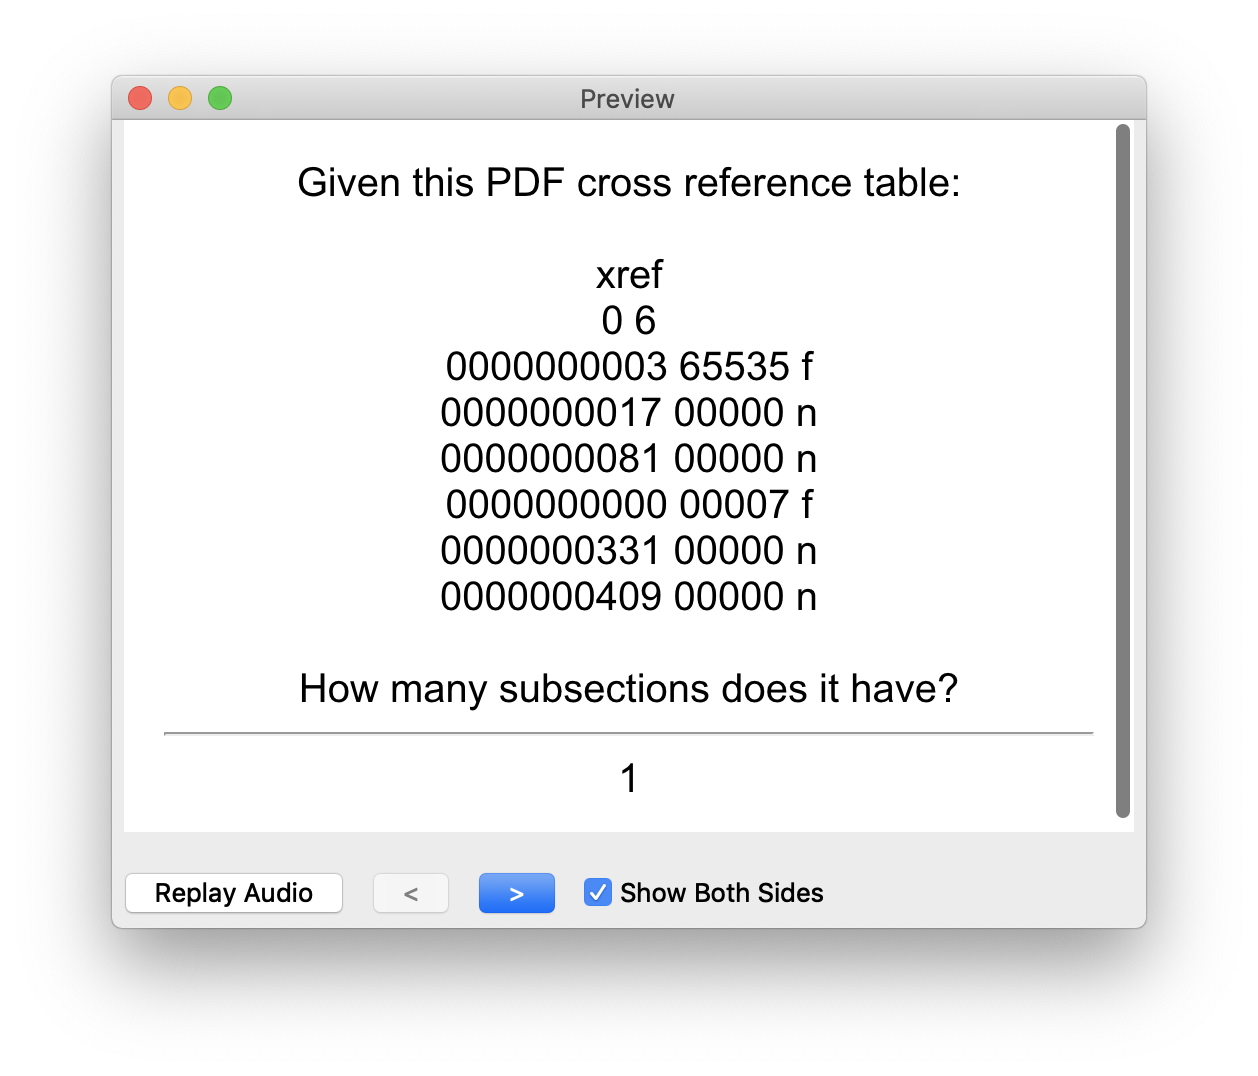 Preview
Given this PDF cross reference table:
xref
0 6
0000000003 65535 f
0000000017 00000 n
0000000081 00000 n
0000000000 00007 f
0000000331 00000 n
0000000409 00000 n
How many subsections does it have?
1
Replay Audio < > Show Both Sides